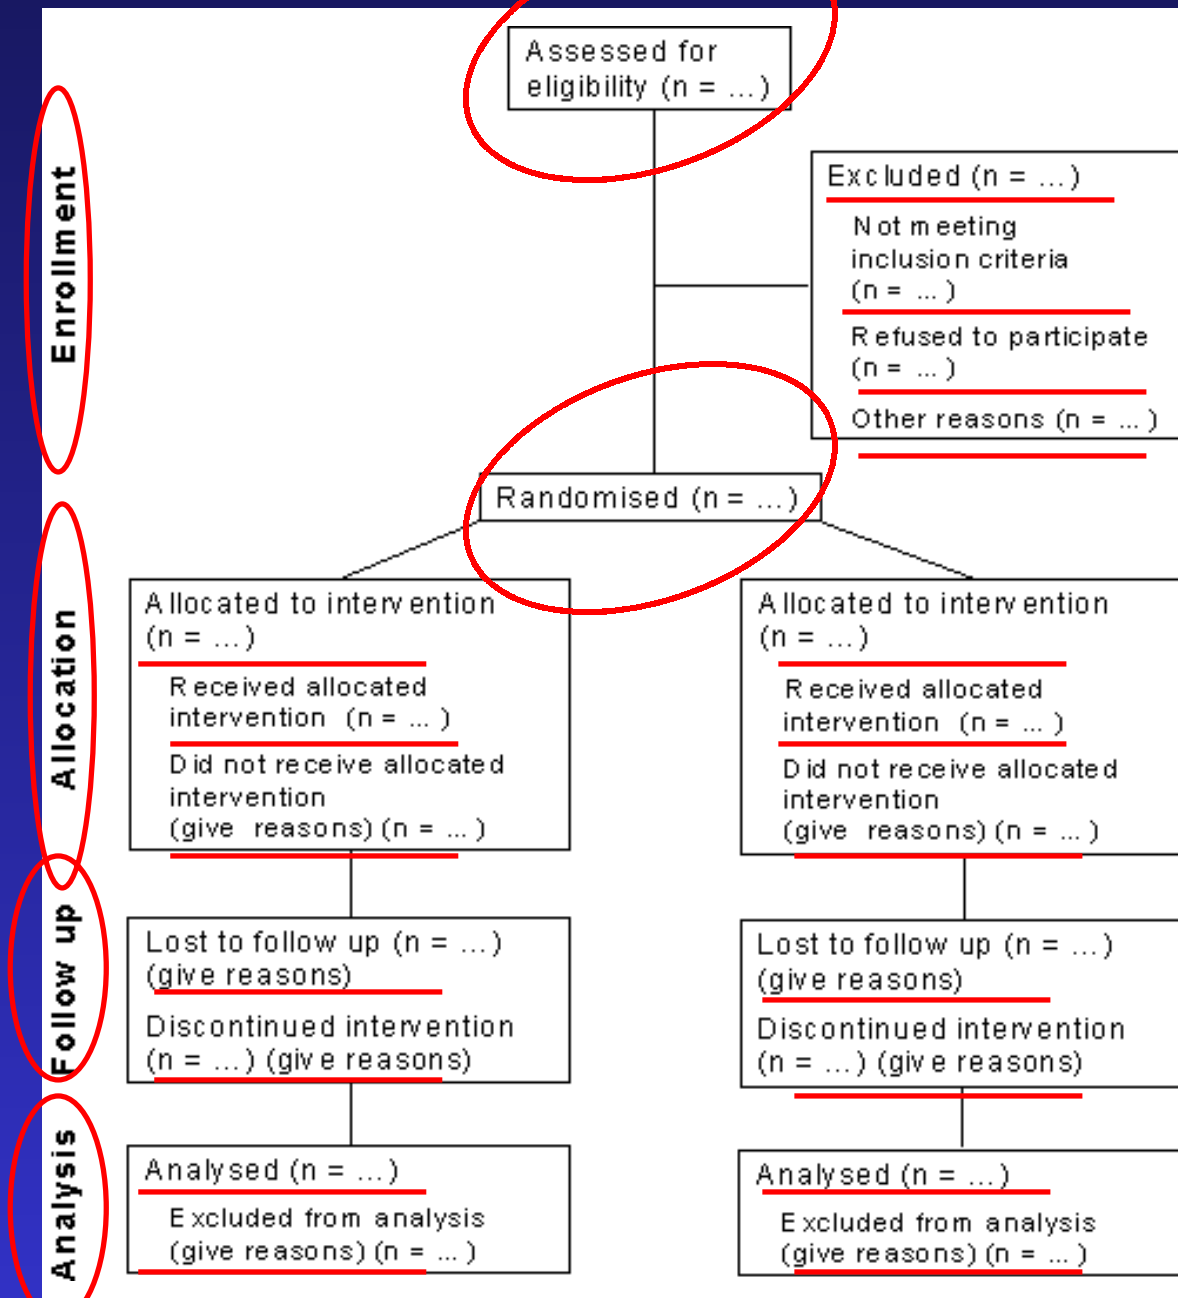 Assessed for
eligibility (n = ...)
Enrollment
Excluded (n = ...)
Not meeting
inclusion criteria
(n = ... )
Refused to participate
(n = ... )
Other reasons (n = ... )
Randomised (n = ...)
Allocation
Allocated to intervention
(n = ...)
Received allocated
intervention (n = ... )
Did not receive allocated
intervention
(give reasons) (n = ... )
Allocated to intervention
(n = ...)
Received allocated
intervention (n = ... )
Did not receive allocated
intervention
(give reasons) (n = ... )
Follow up
Lost to follow up (n = ...)
(give reasons)
Discontinued intervention
(n = ...) (give reasons)
Lost to follow up (n = ...)
(give reasons)
Discontinued intervention
(n = ...) (give reasons)
Analysis
Analysed (n = ...)
Excluded from analysis
(give reasons) (n = ... )
Analysed (n = ...)
Excluded from analysis
(give reasons) (n = ... )